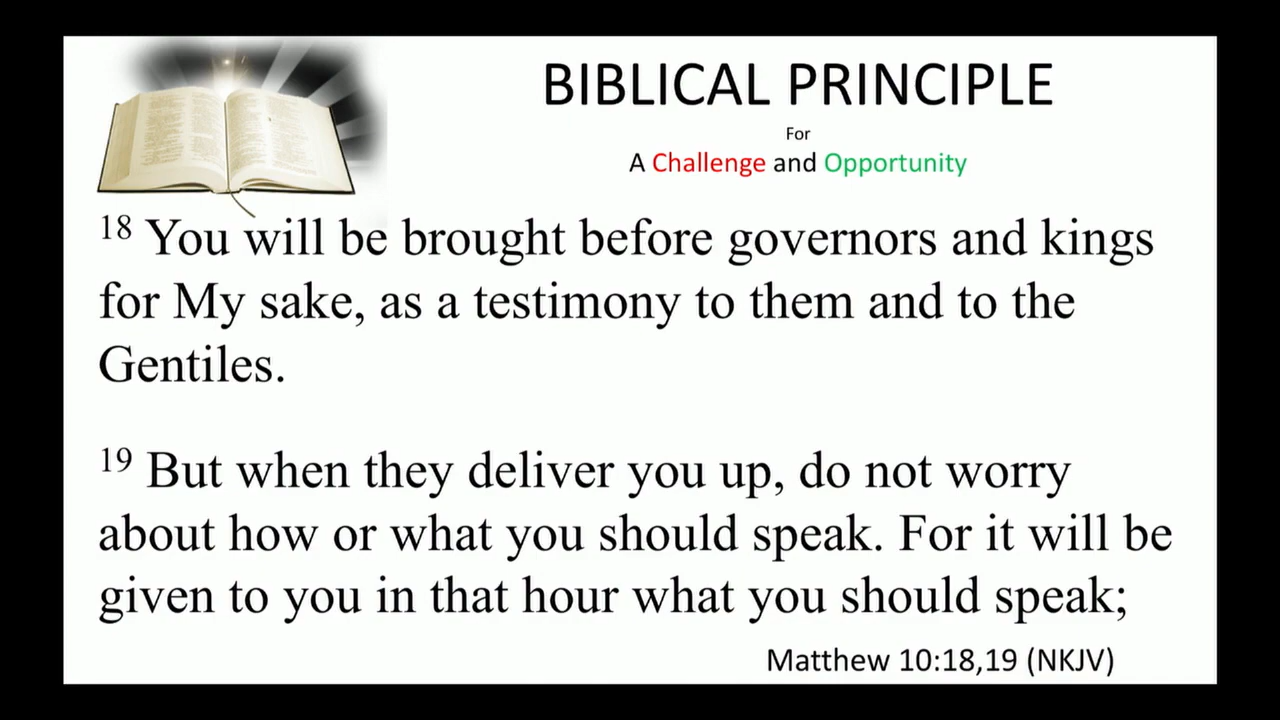 BIBLICAL PRINCIPLE
For
A Challenge and Opportunity
18 You will be brought before governors and kings
for My sake, as a testimony to them and to the
Gentiles.
19 But when they deliver you up, do not worry
about how or what you should speak. For it will be
given to you in that hour what you should speak;
Matthew 10:18,19 (NKJV)